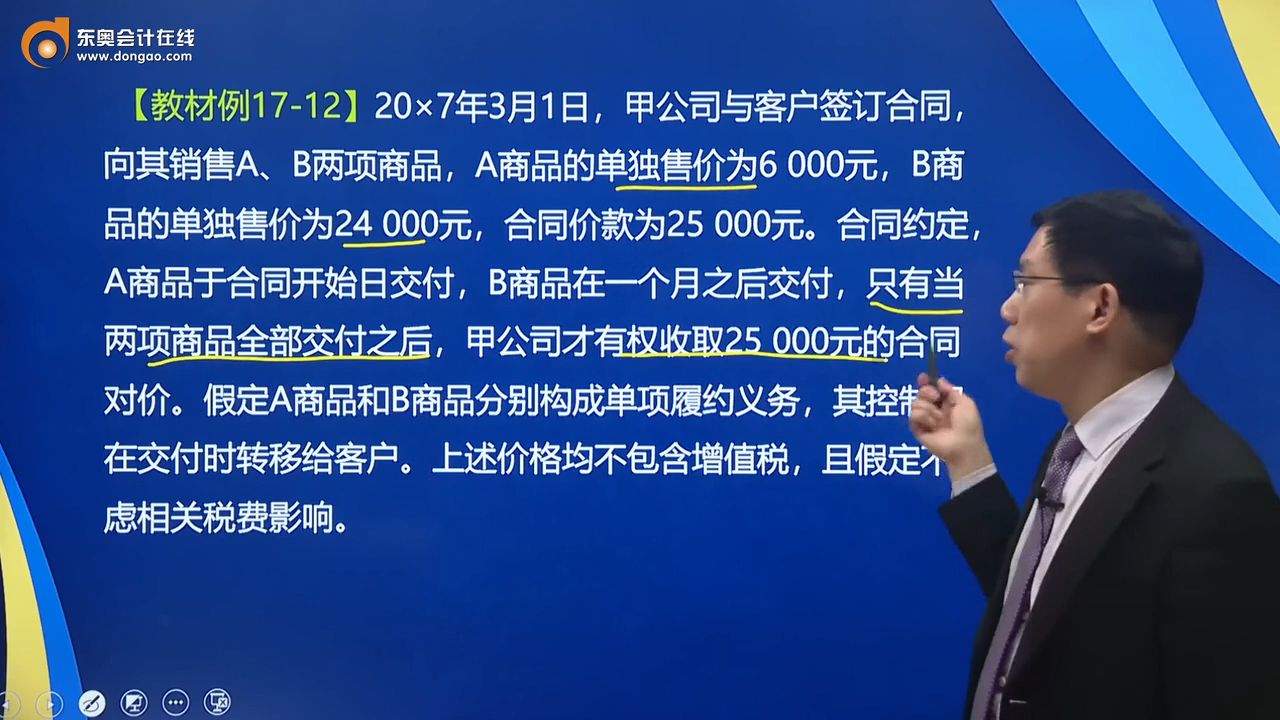 东奥会计在线
www.dongao.com
【教材例17-12】20×7年3月1日，甲公司与客户签订合同，
向其销售A、B两项商品，A商品的单独售价为6 000元，B商
品的单独售价为24 000元，合同价款为25 000元。合同约定，
A商品于合同开始日交付，B商品在一个月之后交付，只有当
两项商品全部交付之后，甲公司才有权收取25 000元的合同
对价。假定A商品和B商品分别构成单项履约义务，其控制
在交付时转移给客户。上述价格均不包含增值税，且假定不
虑相关税费影响。